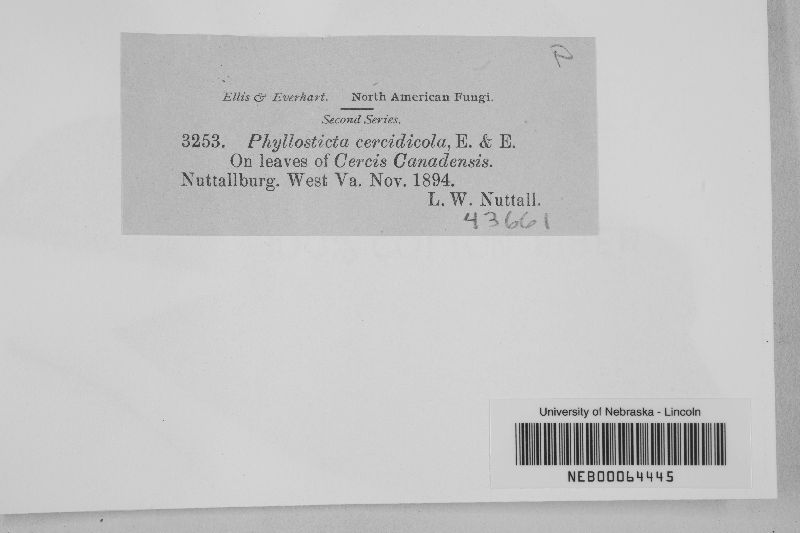 P
Ellis & Everhart. North American Fungi.
Second Series.
3253. Phyllosticta cercidicola, E. & E.
On leaves of Cercis Canadensis.
Nuttallburg. West Va. Nov. 1894.
L. W. Nuttall.
43661
University of Nebraska - Lincoln
NEB00064445